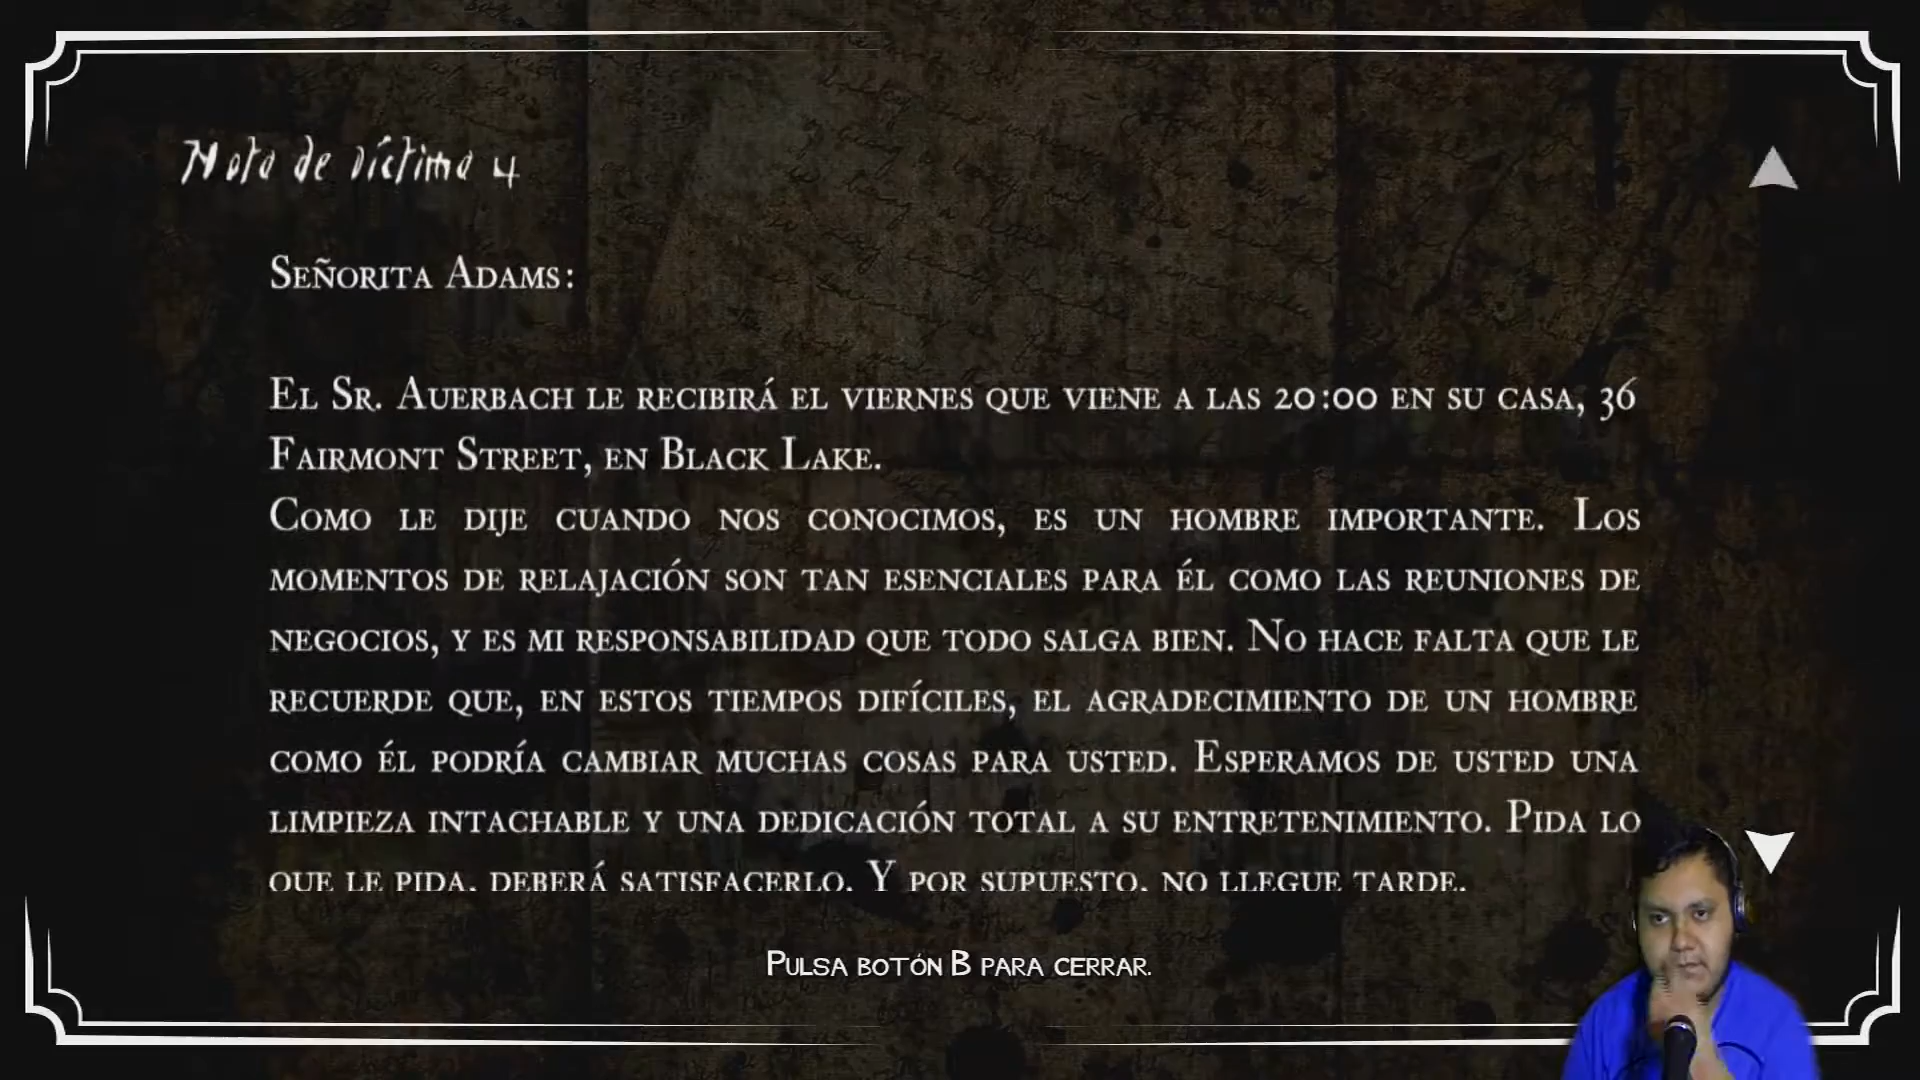 Nota de víctima 4
Señorita Adams:
El Sr. Auerbach le recibirá el viernes que viene a las 20:00 en su casa, 36
Fairmont Street, en Black Lake.
Como le dije cuando nos conocimos, es un hombre importante. Los
momentos de relajación son tan esenciales para él como las reuniones de
negocios, y es mi responsabilidad que todo salga bien. No hace falta que le
recuerde que, en estos tiempos difíciles, el agradecimiento de un hombre
como él podría cambiar muchas cosas para usted. Esperamos de usted una
limpieza intachable y una dedicación total a su entretenimiento. Pida lo
que le pida, deberá satisfacerlo. Y por supuesto, no llegue tarde.
Pulsa botón B para cerrar.